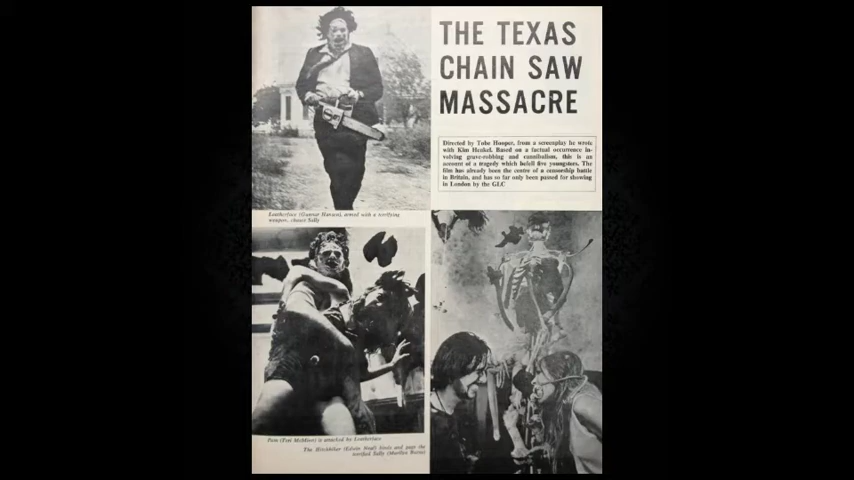 THE TEXAS
CHAIN SAW
MASSACRE
Directed by Tobe Hooper, from a screenplay he wrote
with Kim Henkel. Based on a factual occurrence in-
volving grave-robbing and cannibalism, this is an
account of a tragedy which befell five youngsters. The
film has already been the centre of a censorship battle
in Britain, and has so far only been passed for showing
in London by the GLC
Leatherface (Gunnar Hansen), armed with a terrifying
weapon, chases Sally
Pam (Teri McMinn) is attacked by Leatherface
The Hitchhiker (Edwin Neal) binds and gags the
terrified Sally (Marilyn Burns)